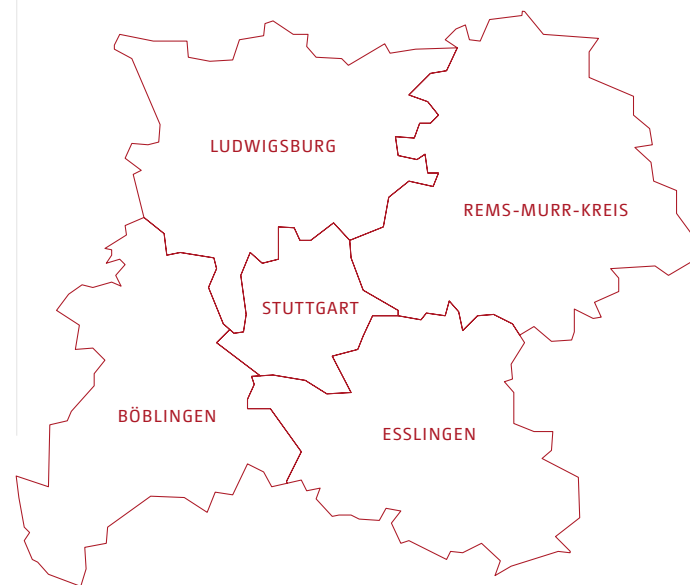 LUDWIGSBURG
REMS-MURR-KREIS
STUTTGART
BÖBLINGEN
ESSLINGEN